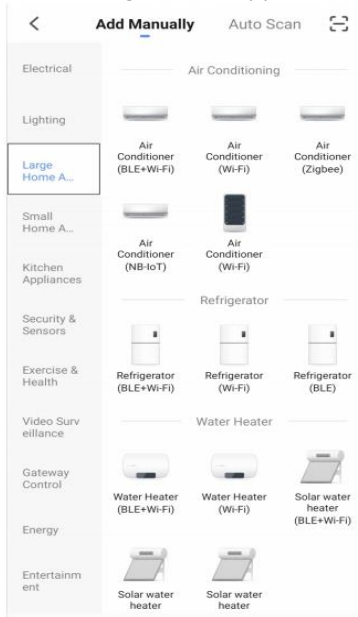 Add Manually Auto Scan
Electrical
Lighting
Large
Home A...
Small
Home A...
Kitchen
Appliances
Security &
Sensors
Exercise &
Health
Video Surv
eillance
Gateway
Control
Energy
Entertainm
ent
Air Conditioning
Air
Conditioner
(BLE+Wi-Fi)
Air
Conditioner
(Wi-Fi)
Air
Conditioner
(Zigbee)
Air
Conditioner
(NB-IoT)
Air
Conditioner
(Wi-Fi)
Refrigerator
Refrigerator
(BLE+Wi-Fi)
Refrigerator
(Wi-Fi)
Refrigerator
(BLE)
Water Heater
Water Heater
(BLE+Wi-Fi)
Water Heater
(Wi-Fi)
Solar water
heater
(BLE+Wi-Fi)
Solar water
heater
Solar water
heater